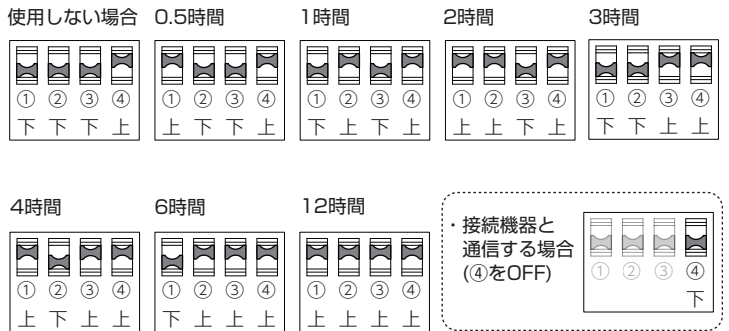 使用しない場合 0.5時間 1時間 2時間 3時間
① ② ③ ④ ① ② ③ ④ ① ② ③ ④ ① ② ③ ④ ① ② ③ ④
下 下 下 上 上 下 下 上 下 上 下 上 上 上 下 上 下 下 上 上
4時間 6時間 12時間
・接続機器と
通信する場合
(④をOFF)
① ② ③ ④ ① ② ③ ④ ① ② ③ ④ ① ② ③ ④
上 下 上 上 下 上 上 上 上 上 上 上 下